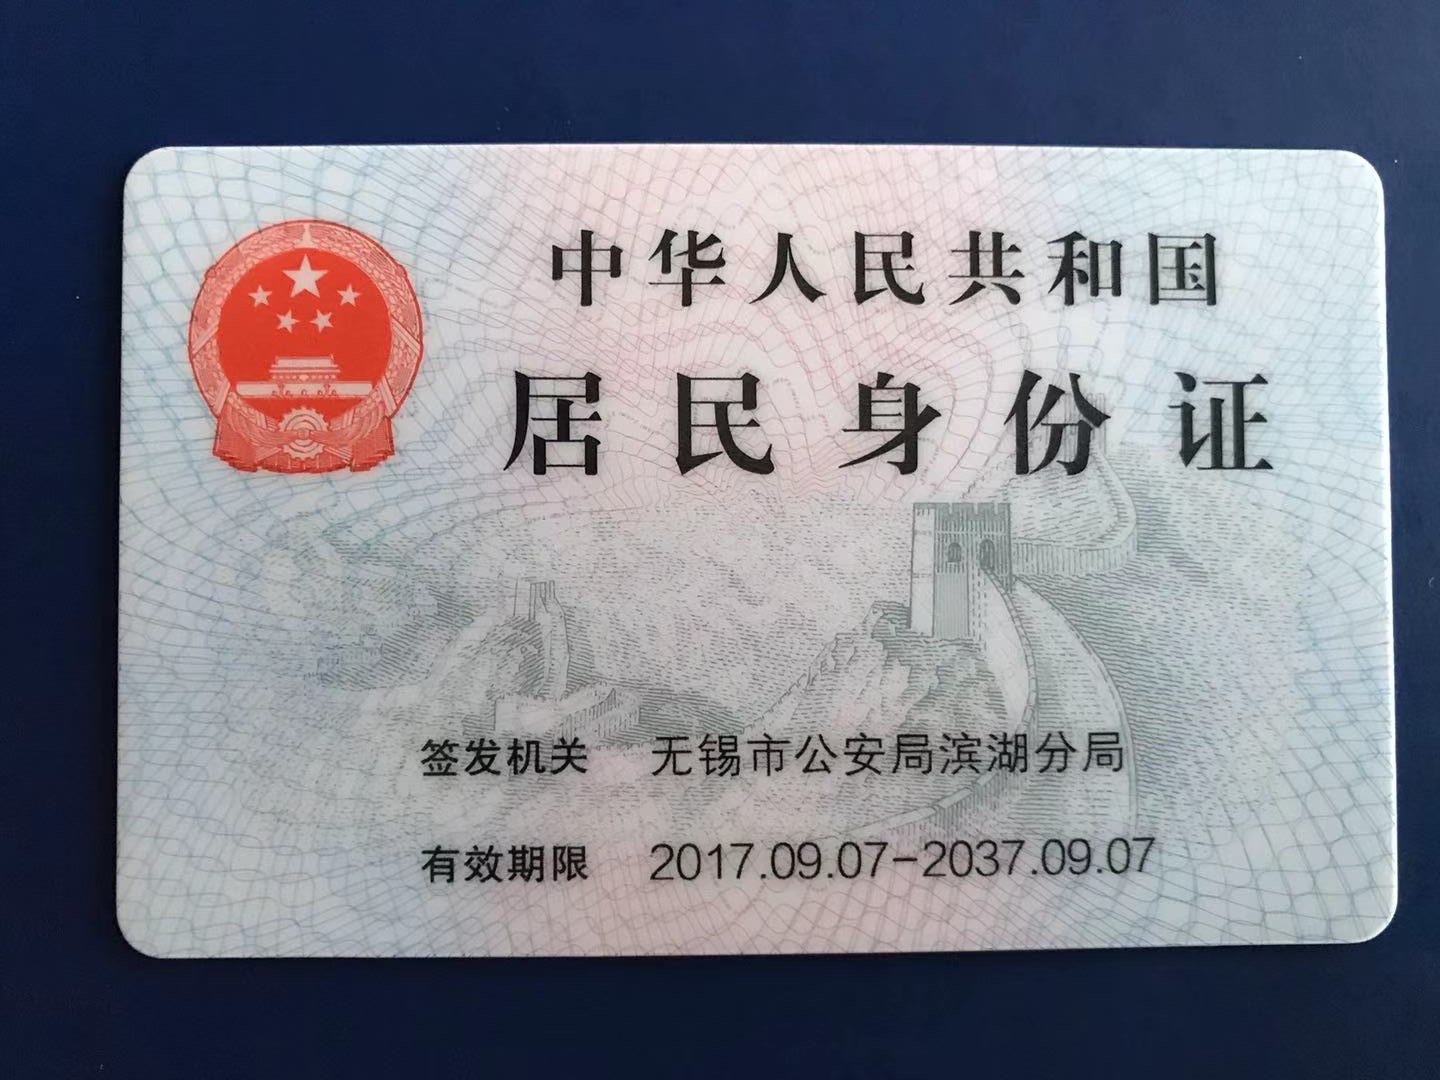 中华人民共和国
居民身份证
签发机关 无锡市公安局滨湖分局
有效期限 2017.09.07-2037.09.07